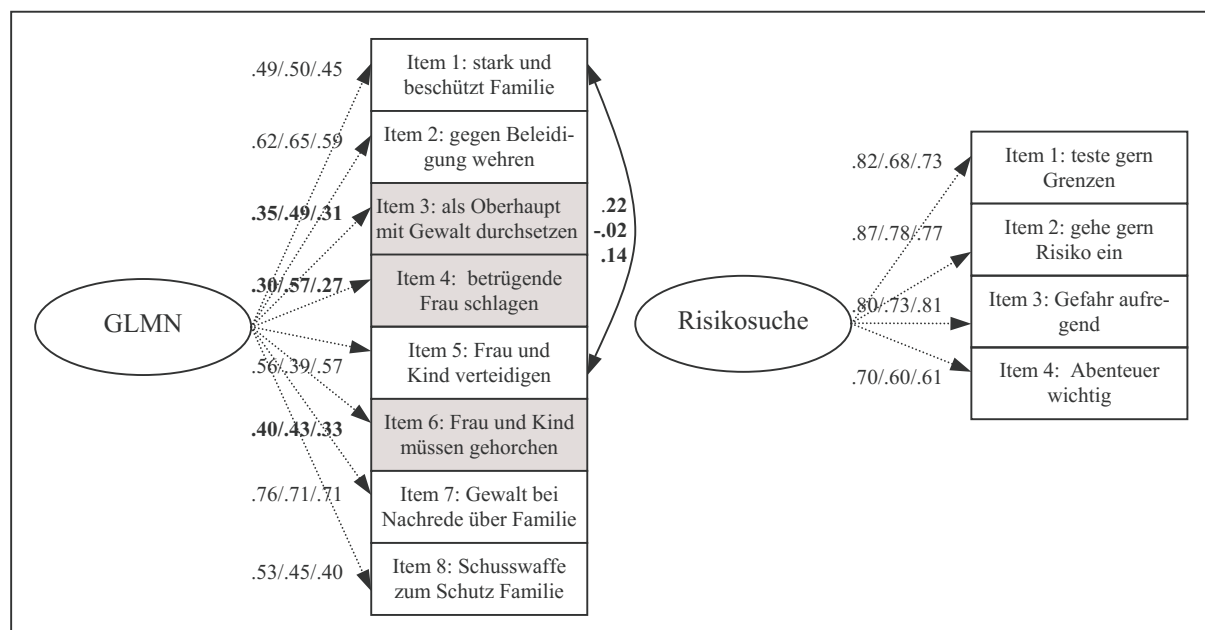 GLMN
.49/.50/.45
.62/.65/.59
.35/.49/.31
.30/.57/.27
.56/.39/.57
.40/.43/.33
.76/.71/.71
.53/.45/.40
Item 1: stark und
beschützt Familie
Item 2: gegen Beleidi-
gung wehren
Item 3: als Oberhaupt
mit Gewalt durchsetzen
Item 4: betrügende
Frau schlagen
Item 5: Frau und
Kind verteidigen
Item 6: Frau und Kind
müssen gehorchen
Item 7: Gewalt bei
Nachrede über Familie
Item 8: Schusswaffe
zum Schutz Familie
.22
-.02
.14
Risikosuche
.82/.68/.73
.87/.78/.77
.80/.73/.81
.70/.60/.61
Item 1: teste gern
Grenzen
Item 2: gehe gern
Risiko ein
Item 3: Gefahr aufre-
gend
Item 4: Abenteuer
wichtig